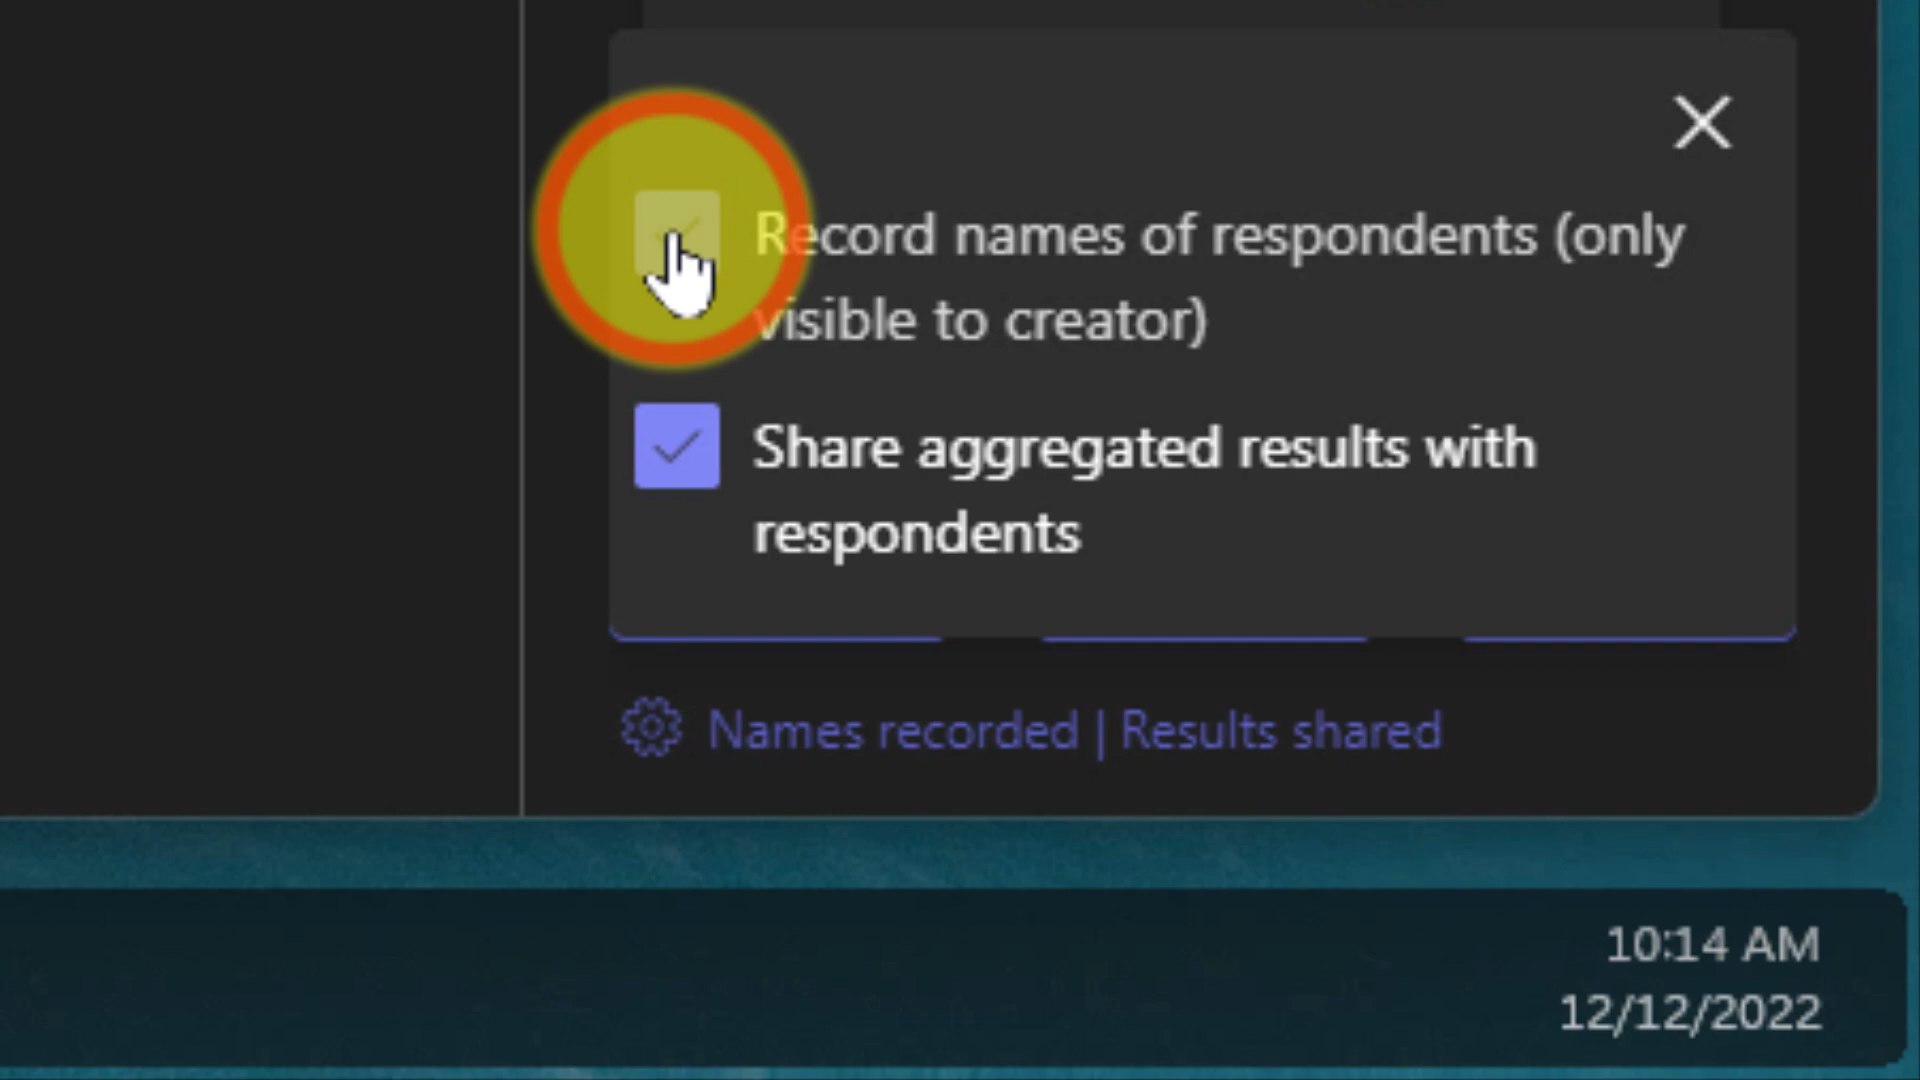 Record names of respondents (only
visible to creator)
Share aggregated results with
respondents
Names recorded | Results shared
10:14 AM
12/12/2022